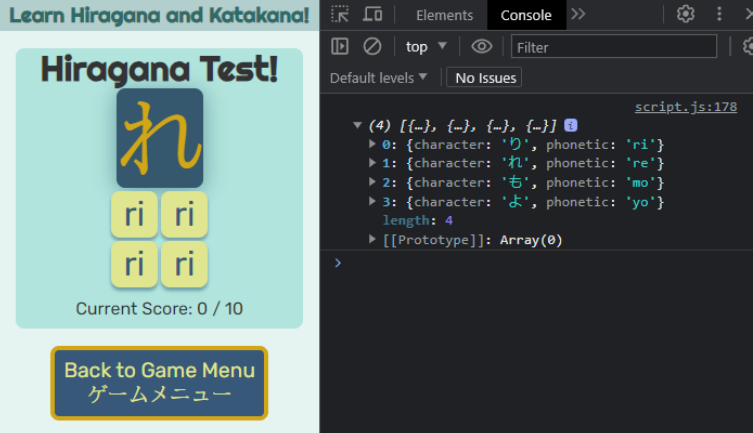 Learn Hiragana and Katakana!
Hiragana Test!
れ
ri ri
ri ri
Current Score: 0 / 10
Back to Game Menu
ゲームメニュー
Elements Console
top Filter
Default levels No Issues
script.js:178
(4) [{…}, {…}, {…}, {…}] i
0: {character: 'り', phonetic: 'ri'}
1: {character: 'れ', phonetic: 're'}
2: {character: 'も', phonetic: 'mo'}
3: {character: 'よ', phonetic: 'yo'}
length: 4
[[Prototype]]: Array(0)